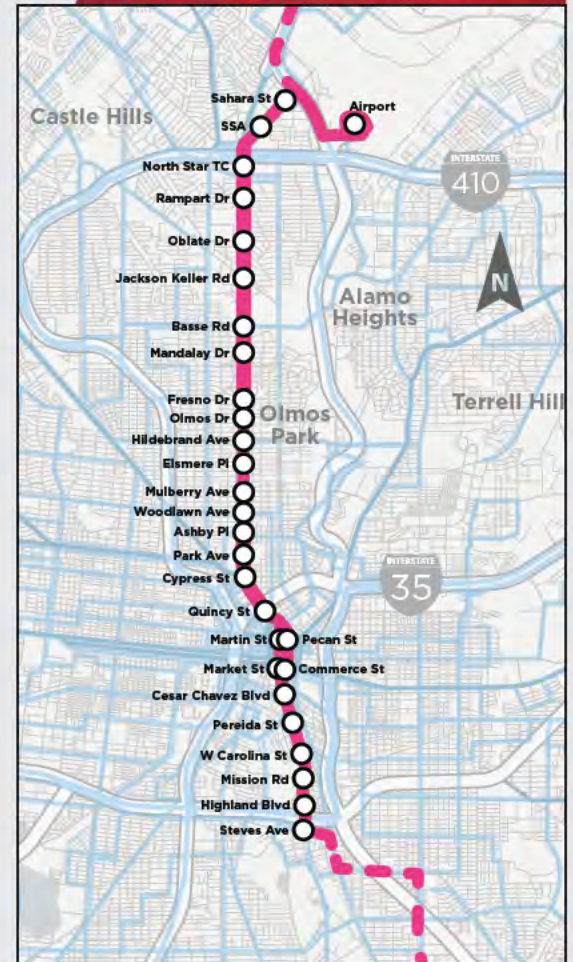 Sahara St
Airport
Castle Hills
SSA
North Star TC
INTERSTATE
410
Rampart Dr
N
Oblate Dr
Jackson Keller Rd
Alamo
Heights
Basse Rd
Mandalay Dr
Fresno Dr
Terrell Hill
Olmos Dr
Olmos
Park
Hildebrand Ave
Elsmere Pl
Mulberry Ave
Woodlawn Ave
Ashby Pl
Park Ave
INTERSTATE
35
Cypress St
Quincy St
Martin St
Pecan St
Market St
Commerce St
Cesar Chavez Blvd
Pereida St
W Carolina St
Mission Rd
Highland Blvd
Steves Ave